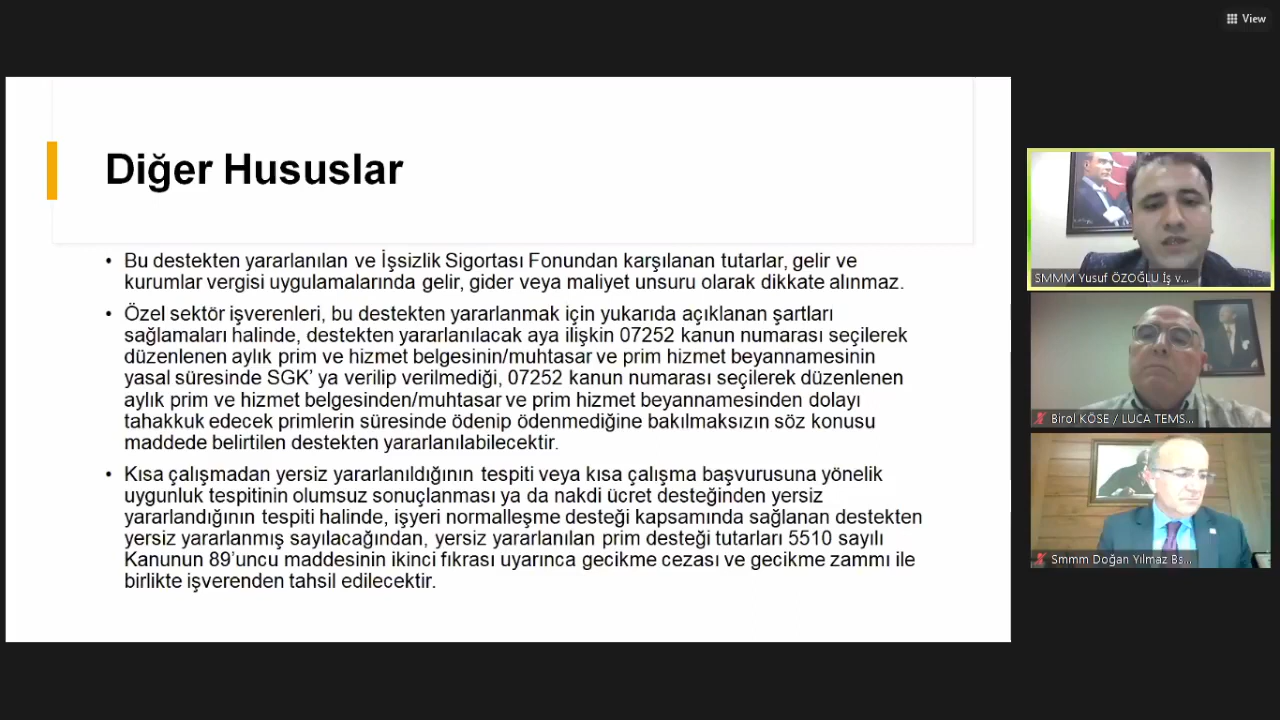 View
Diğer Hususlar
• Bu destekten yararlanılan ve İşsizlik Sigortası Fonundan karşılanan tutarlar, gelir ve
kurumlar vergisi uygulamalarında gelir, gider veya maliyet unsuru olarak dikkate alınmaz.
• Özel sektör işverenleri, bu destekten yararlanmak için yukarıda açıklanan şartları
sağlamaları halinde, destekten yararlanılacak aya ilişkin 07252 kanun numarası seçilerek
düzenlenen aylık prim ve hizmet belgesinin/muhtasar ve prim hizmet beyannamesinin
yasal süresinde SGK' ya verilip verilmediği, 07252 kanun numarası seçilerek düzenlenen
aylık prim ve hizmet belgesinden/muhtasar ve prim hizmet beyannamesinden dolayı
tahakkuk edecek primlerin süresinde ödenip ödenmediğine bakılmaksızın söz konusu
maddede belirtilen destekten yararlanılabilecektir.
• Kısa çalışmadan yersiz yararlanıldığının tespiti veya kısa çalışma başvurusuna yönelik
uygunluk tespitinin olumsuz sonuçlanması ya da nakdi ücret desteğinden yersiz
yararlandığının tespiti halinde, işyeri normalleşme desteği kapsamında sağlanan destekten
yersiz yararlanmış sayılacağından, yersiz yararlanılan prim desteği tutarları 5510 sayılı
Kanunun 89'uncu maddesinin ikinci fıkrası uyarınca gecikme cezası ve gecikme zammı ile
birlikte işverenden tahsil edilecektir.
SMMM Yusuf ÖZOĞLU İş v...
Birol KÖSE / LUCA TEMS...
Smmm Doğan Yılmaz Bs...